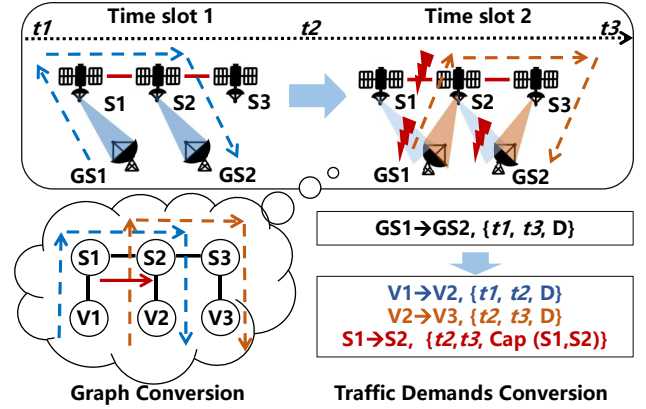 Time slot 1
Time slot 2
t1
t2
t3
S1
S2
S3
S1
S2
S3
GS1
GS2
GS1
GS2
S1
S2
S3
V1
V2
V3
GS1→GS2, {t1, t3, D}
V1→V2, {t1, t2, D}
V2→V3, {t2, t3, D}
S1→S2, {t2,t3, Cap (S1,S2)}
Graph Conversion
Traffic Demands Conversion